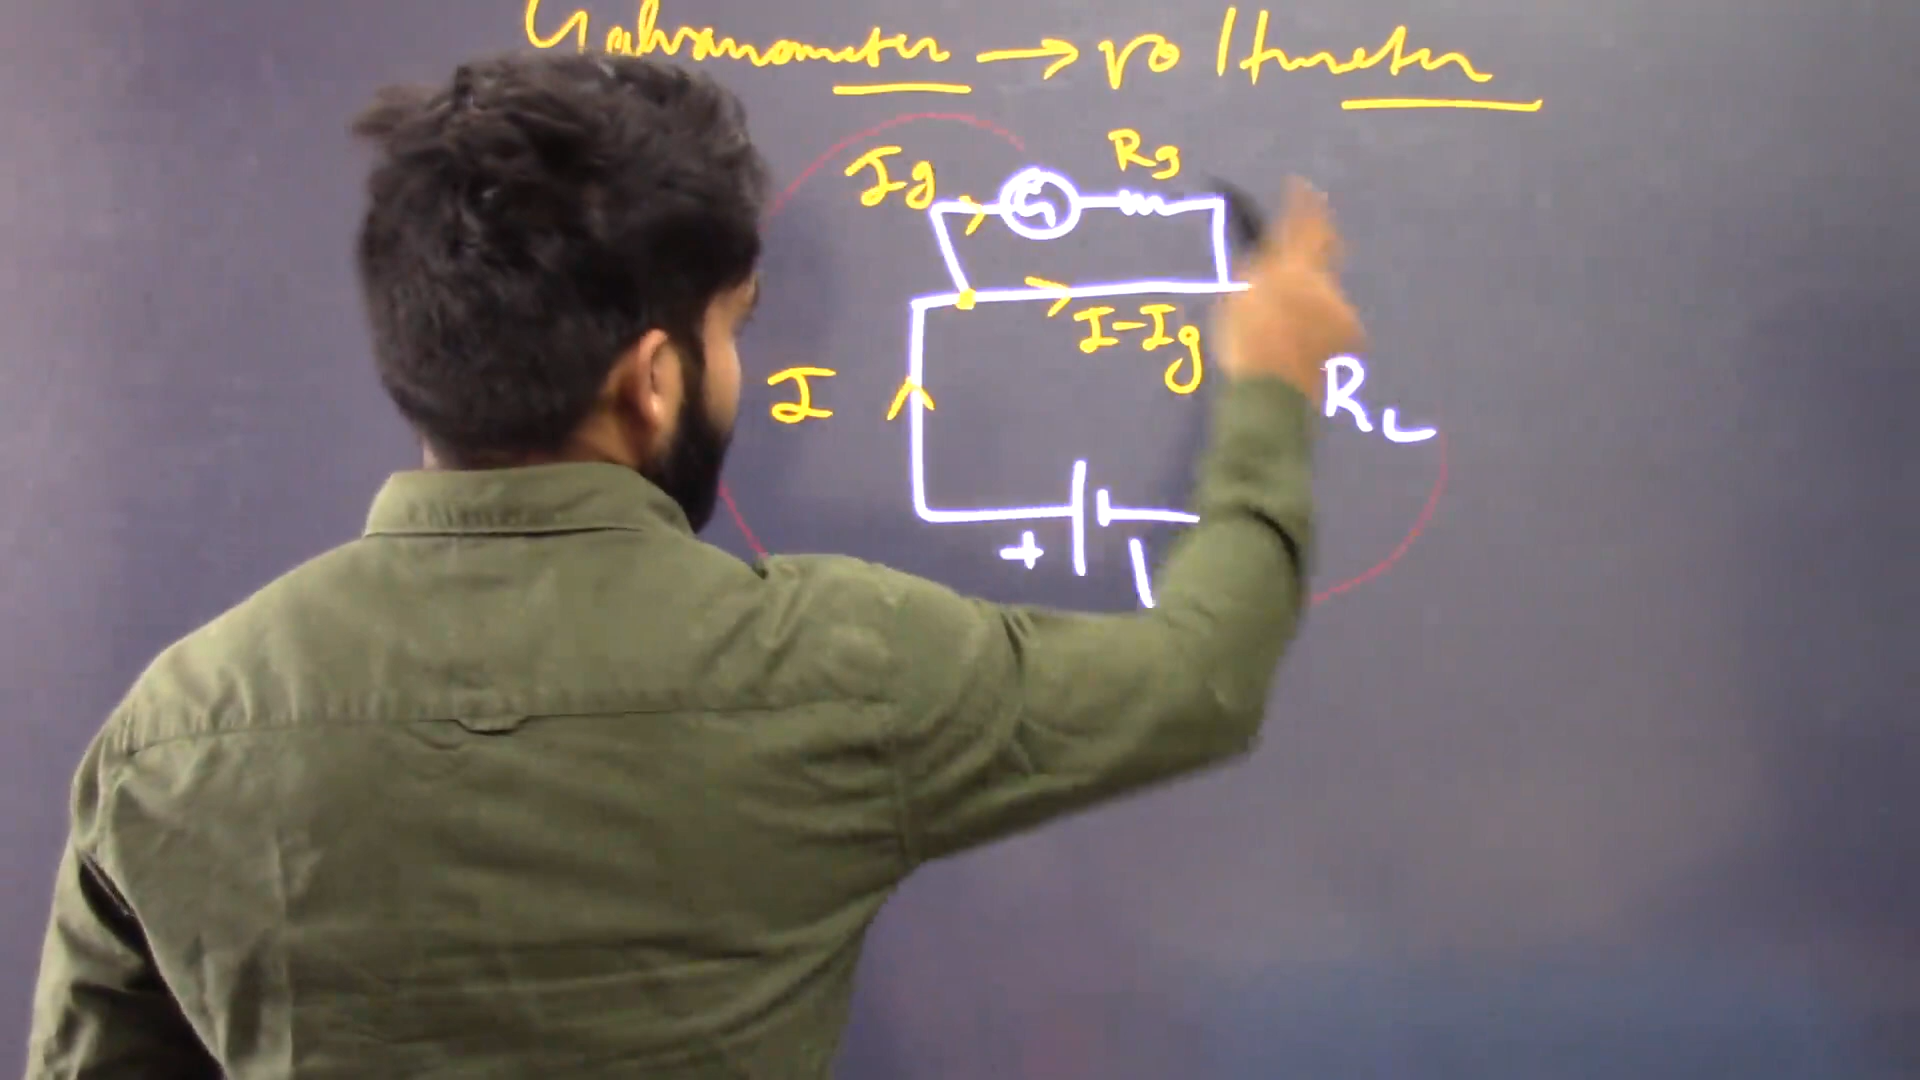 Galvanometer → voltmeter
Ig G Rg
I-Ig
I RL
+
V